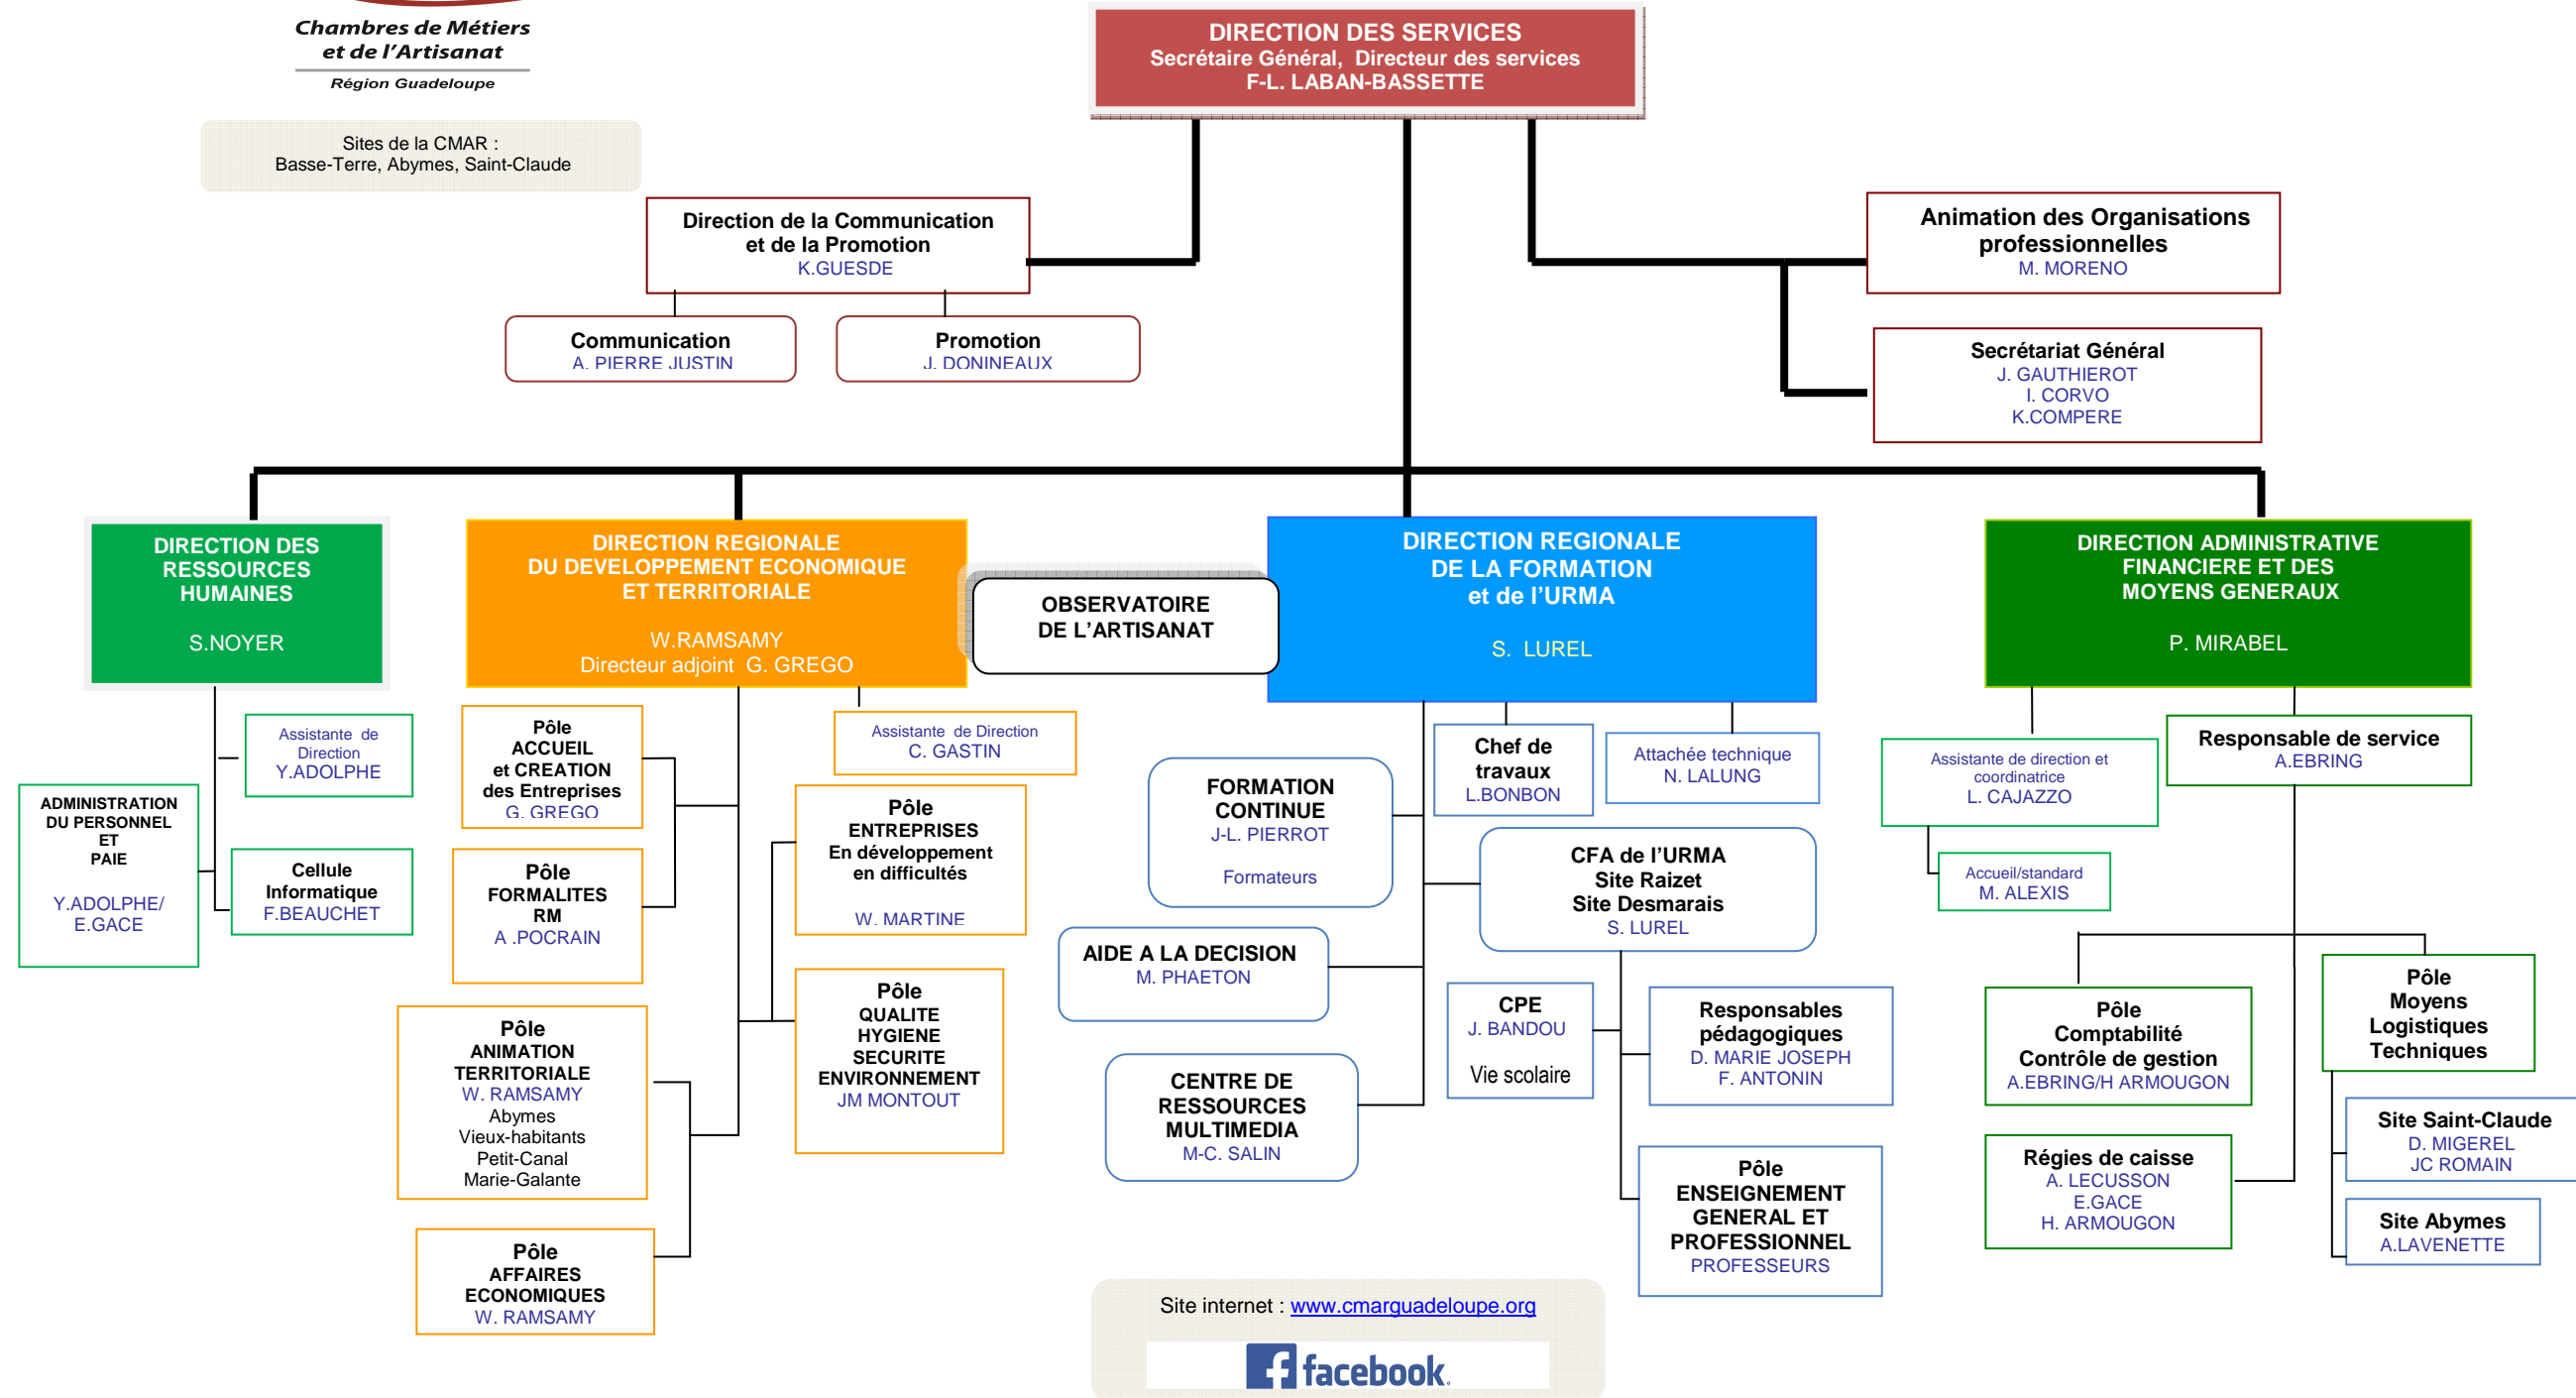 Chambres de Métiers
et de l'Artisanat
Région Guadeloupe
Sites de la CMAR :
Basse-Terre, Abymes, Saint-Claude
DIRECTION DES SERVICES
Secrétaire Général, Directeur des services
F-L. LABAN-BASSETTE
Direction de la Communication
et de la Promotion
K.GUESDE
Communication
A. PIERRE JUSTIN
Promotion
J. DONINEAUX
Animation des Organisations
professionnelles
M. MORENO
Secrétariat Général
J. GAUTHIEROT
I. CORVO
K.COMPERE
DIRECTION DES
RESSOURCES
HUMAINES
S.NOYER
Assistante de
Direction
Y.ADOLPHE
ADMINISTRATION
DU PERSONNEL
ET
PAIE
Y.ADOLPHE/
E.GACE
Cellule
Informatique
F.BEAUCHET
DIRECTION REGIONALE
DU DEVELOPPEMENT ECONOMIQUE
ET TERRITORIALE
W.RAMSAMY
Directeur adjoint G. GREGO
Pôle
ACCUEIL
et CREATION
des Entreprises
G. GREGO
Assistante de Direction
C. GASTIN
Pôle
FORMALITES
RM
A .POCRAIN
Pôle
ENTREPRISES
En développement
en difficultés
W. MARTINE
Pôle
ANIMATION
TERRITORIALE
W. RAMSAMY
Abymes
Vieux-habitants
Petit-Canal
Marie-Galante
Pôle
QUALITE
HYGIENE
SECURITE
ENVIRONNEMENT
JM MONTOUT
Pôle
AFFAIRES
ECONOMIQUES
W. RAMSAMY
OBSERVATOIRE
DE L'ARTISANAT
DIRECTION REGIONALE
DE LA FORMATION
et de l'URMA
S. LUREL
Chef de
travaux
L.BONBON
Attachée technique
N. LALUNG
FORMATION
CONTINUE
J-L. PIERROT
Formateurs
CFA de l'URMA
Site Raizet
Site Desmarais
S. LUREL
AIDE A LA DECISION
M. PHAETON
CPE
J. BANDOU
Vie scolaire
Responsables
pédagogiques
D. MARIE JOSEPH
F. ANTONIN
CENTRE DE
RESSOURCES
MULTIMEDIA
M-C. SALIN
Pôle
ENSEIGNEMENT
GENERAL ET
PROFESSIONNEL
PROFESSEURS
DIRECTION ADMINISTRATIVE
FINANCIERE ET DES
MOYENS GENERAUX
P. MIRABEL
Responsable de service
A.EBRING
Assistante de direction et
coordinatrice
L. CAJAZZO
Accueil/standard
M. ALEXIS
Pôle
Comptabilité
Contrôle de gestion
A.EBRING/H ARMOUGON
Pôle
Moyens
Logistiques
Techniques
Régies de caisse
A. LECUSSON
E.GACE
H. ARMOUGON
Site Saint-Claude
D. MIGEREL
JC ROMAIN
Site Abymes
A.LAVENETTE
Site internet : www.cmarguadeloupe.org
facebook.